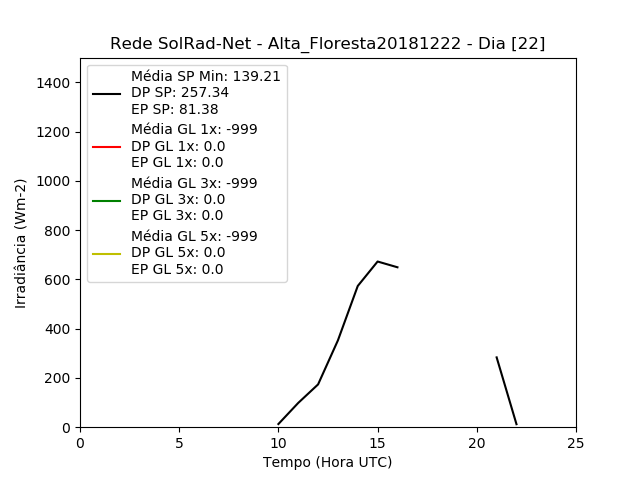 Rede SolRad-Net - Alta_Floresta20181222 - Dia [22]
Média SP Min: 139.21
DP SP: 257.34
EP SP: 81.38
Média GL 1x: -999
DP GL 1x: 0.0
EP GL 1x: 0.0
Média GL 3x: -999
DP GL 3x: 0.0
EP GL 3x: 0.0
Média GL 5x: -999
DP GL 5x: 0.0
EP GL 5x: 0.0
Irradiância (Wm-2)
1400
1200
1000
800
600
400
200
0
0 5 10 15 20 25
Tempo (Hora UTC)